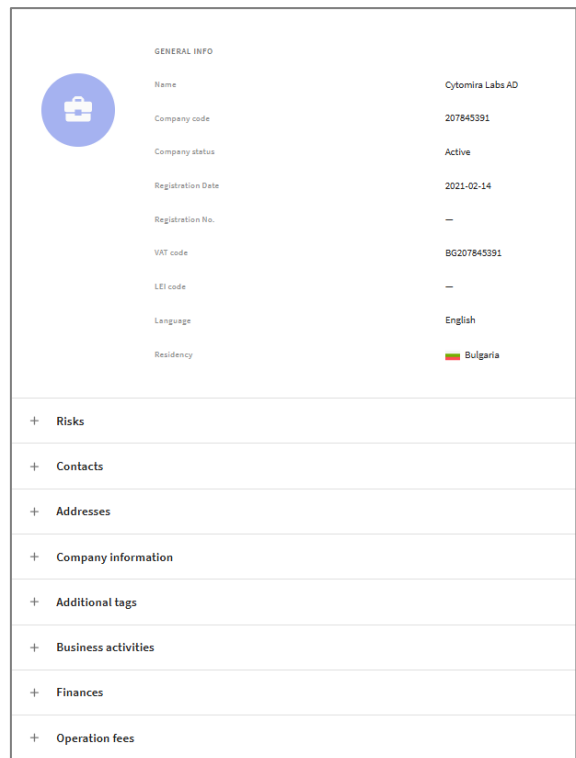 GENERAL INFO
Name Cytomira Labs AD
Company code 207845391
Company status Active
Registration Date 2021-02-14
Registration No. —
VAT code BG207845391
LEI code —
Language English
Residency Bulgaria
+ Risks
+ Contacts
+ Addresses
+ Company information
+ Additional tags
+ Business activities
+ Finances
+ Operation fees